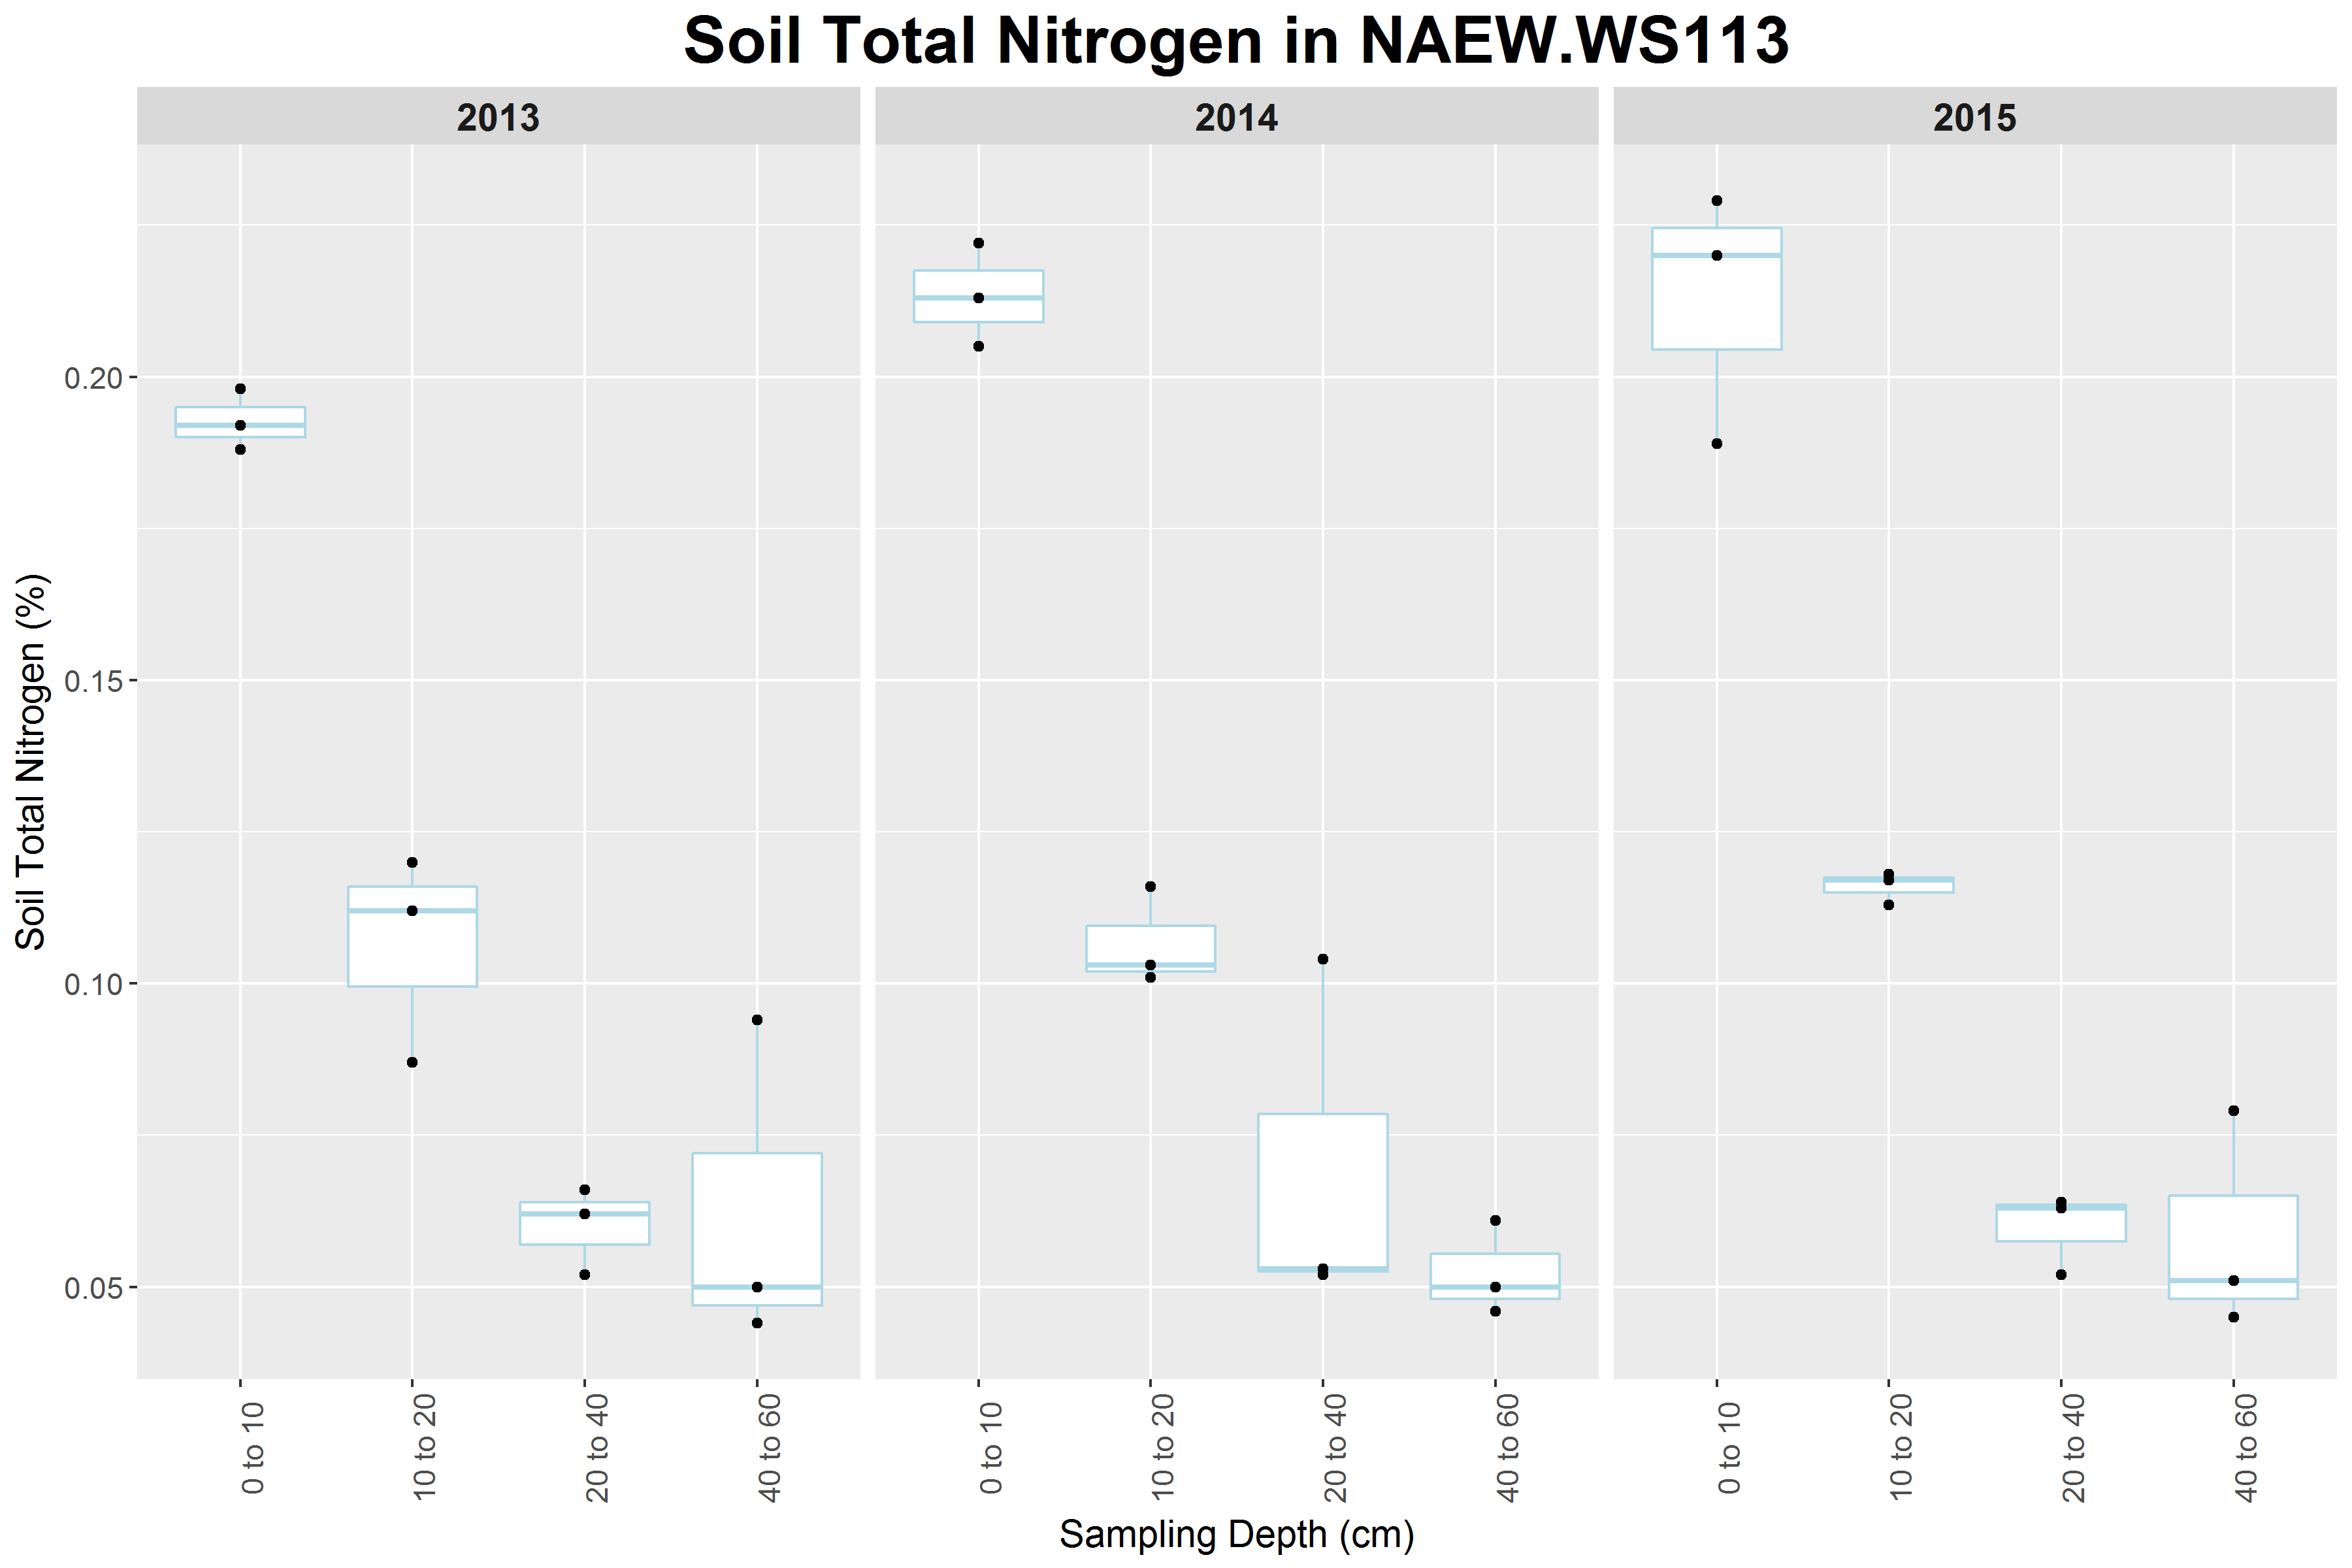 Soil Total Nitrogen in NAEW.WS113
2013 2014 2015
Soil Total Nitrogen (%)
0.20
0.15
0.10
0.05
0 to 10 10 to 20 20 to 40 40 to 60 0 to 10 10 to 20 20 to 40 40 to 60 0 to 10 10 to 20 20 to 40 40 to 60
Sampling Depth (cm)